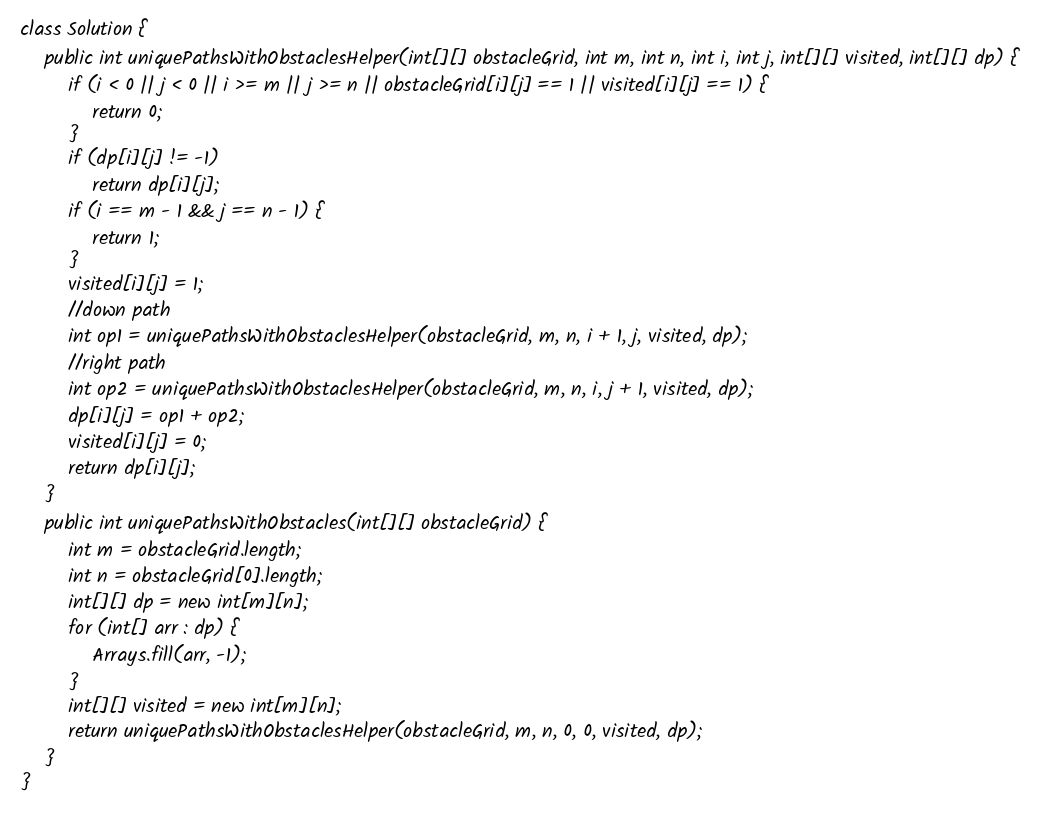 class Solution {
public int uniquePathsWithObstaclesHelper(int[][] obstacleGrid, int m, int n, int i, int j, int[][] visited, int[][] dp) {
if (i < 0 || j < 0 || i >= m || j >= n || obstacleGrid[i][j] == 1 || visited[i][j] == 1) {
return 0;
}
if (dp[i][j] != -1)
return dp[i][j];
if (i == m - 1 && j == n - 1) {
return 1;
}
visited[i][j] = 1;
//down path
int op1 = uniquePathsWithObstaclesHelper(obstacleGrid, m, n, i + 1, j, visited, dp);
//right path
int op2 = uniquePathsWithObstaclesHelper(obstacleGrid, m, n, i, j + 1, visited, dp);
dp[i][j] = op1 + op2;
visited[i][j] = 0;
return dp[i][j];
}
public int uniquePathsWithObstacles(int[][] obstacleGrid) {
int m = obstacleGrid.length;
int n = obstacleGrid[0].length;
int[][] dp = new int[m][n];
for (int[] arr : dp) {
Arrays.fill(arr, -1);
}
int[][] visited = new int[m][n];
return uniquePathsWithObstaclesHelper(obstacleGrid, m, n, 0, 0, visited, dp);
}
}